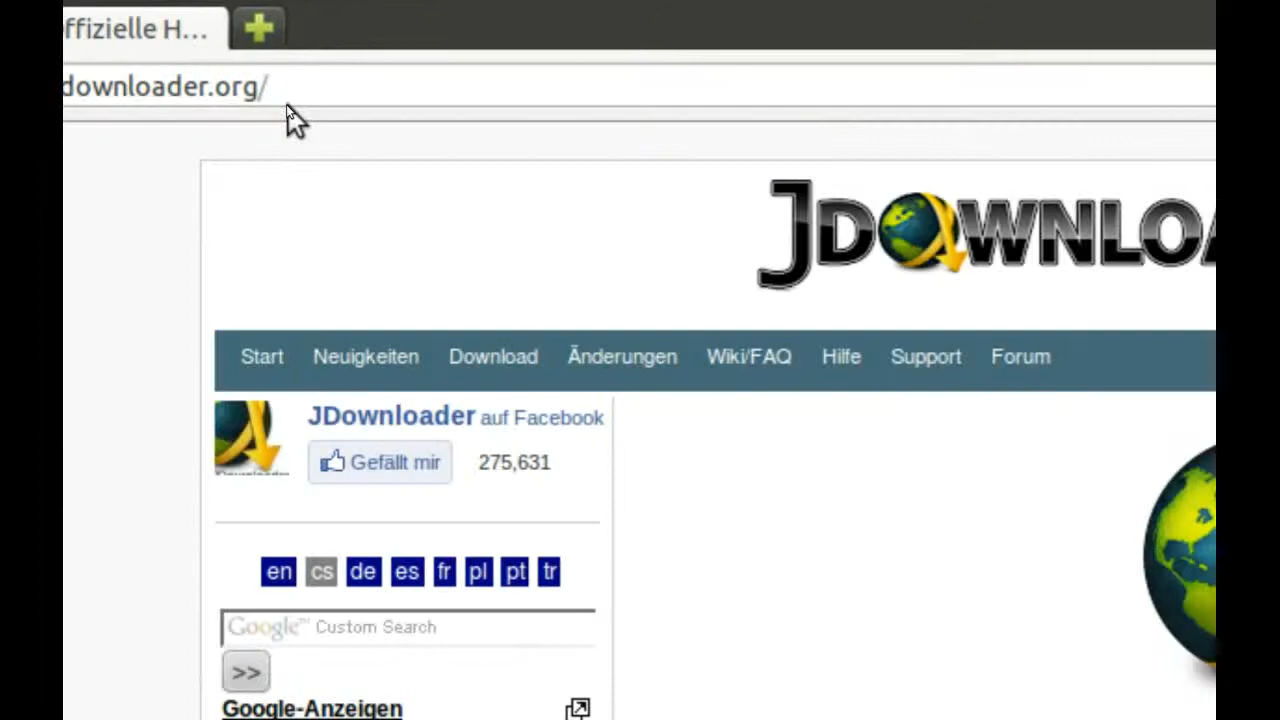 ffizielle H...
downloader.org/
JDOWNLOA
Start Neuigkeiten Download Änderungen Wiki/FAQ Hilfe Support Forum
JDownloader auf Facebook
Gefällt mir 275,631
en cs de es fr pl pt tr
Google™ Custom Search
>>
Google-Anzeigen